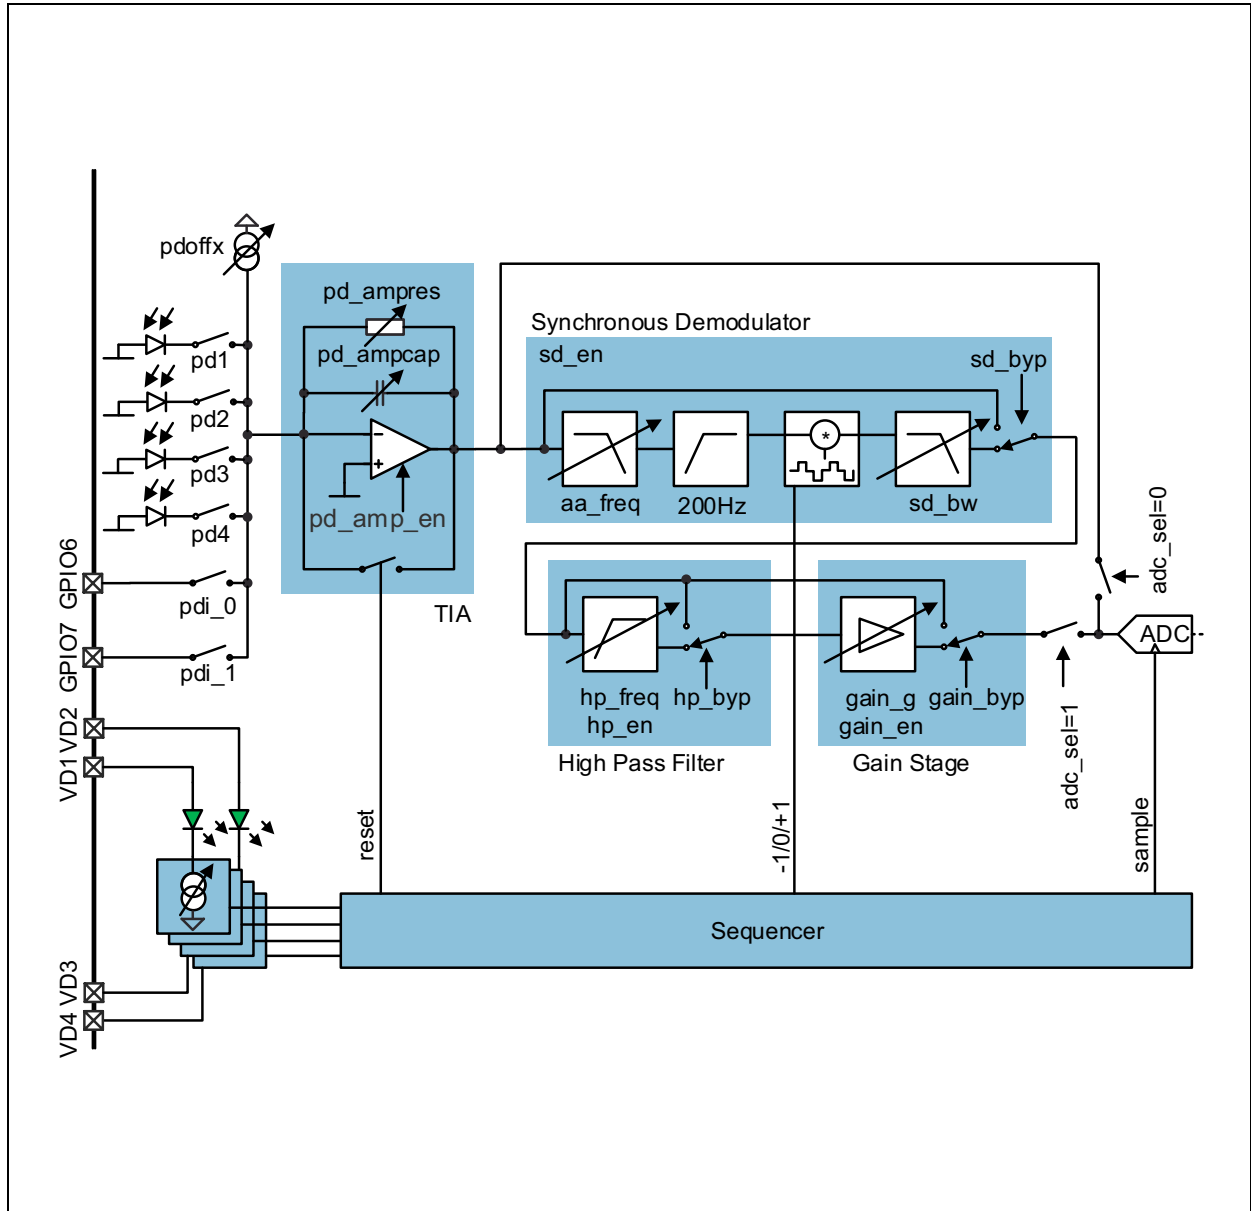 pdoffx
pd_ampres
pd_ampcap
pd_amp_en
TIA
pd1
pd2
pd3
pd4
pdi_0
pdi_1
GPIO6
GPIO7
VD2
VD1
VD3
VD4
Synchronous Demodulator
sd_en
sd_byp
*
aa_freq
200Hz
sd_bw
hp_freq
hp_en
hp_byp
High Pass Filter
gain_g
gain_en
gain_byp
Gain Stage
adc_sel=0
adc_sel=1
ADC
reset
-1/0/+1
sample
Sequencer